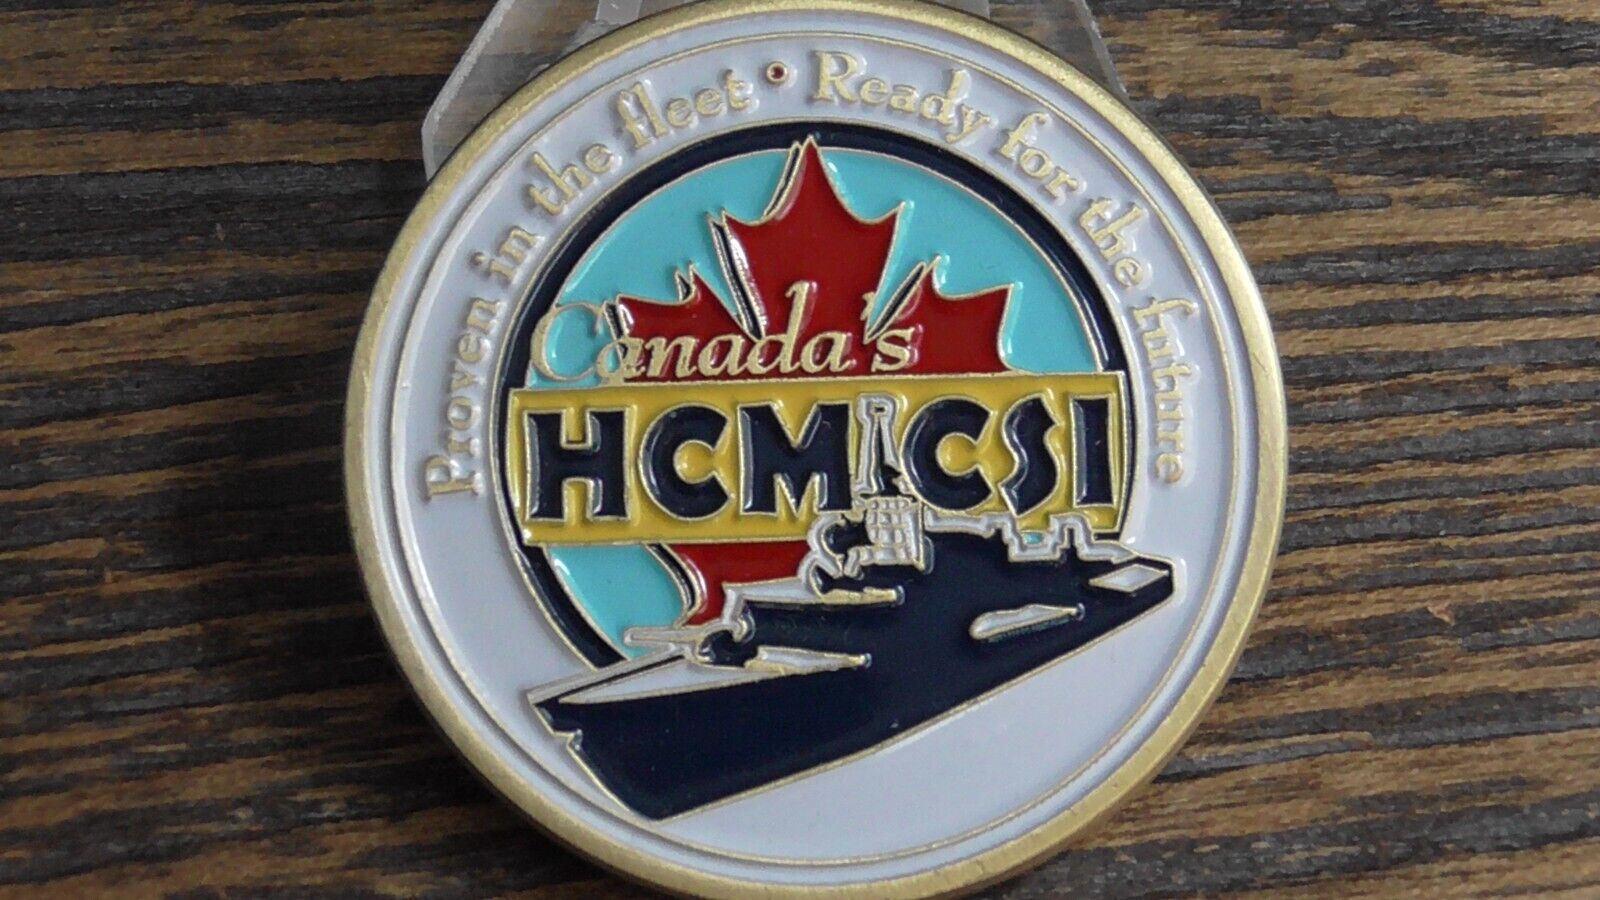 Proven in the fleet • Ready for the future
Canada's
HCM CSI